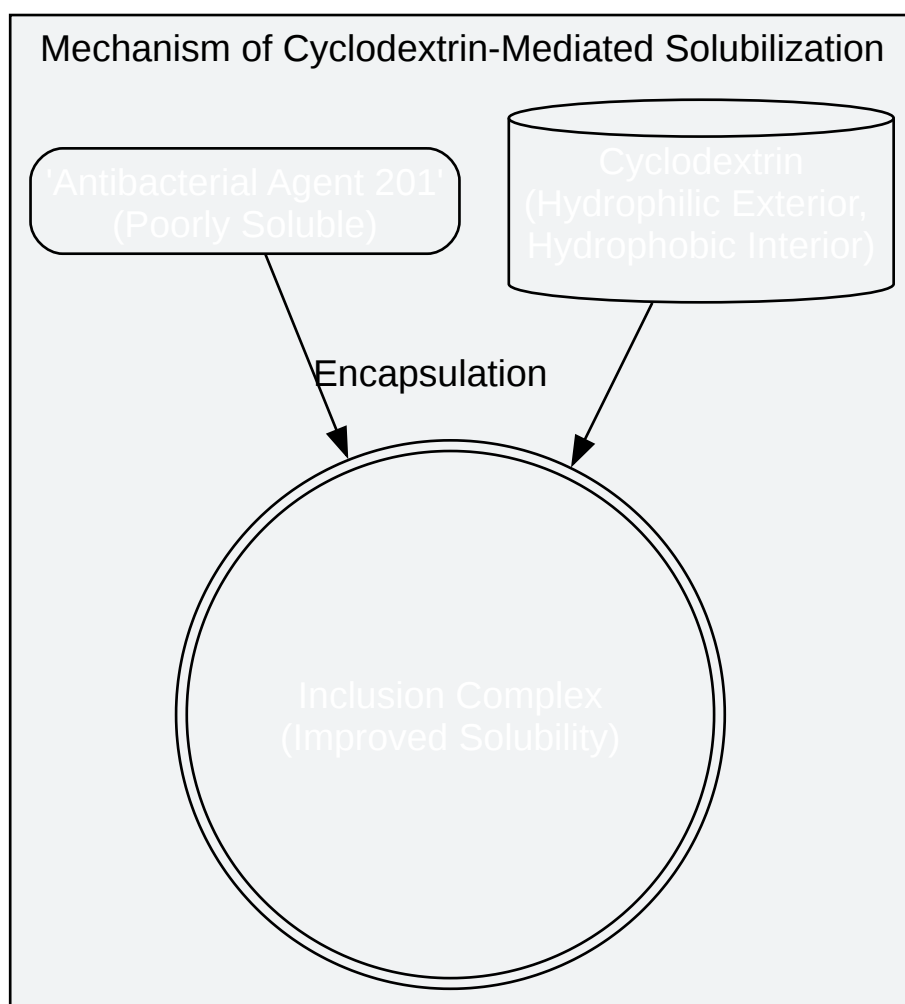 Mechanism of Cyclodextrin-Mediated Solubilization
'Antibacterial Agent 201'
(Poorly Soluble)
Cyclodextrin
(Hydrophilic Exterior,
Hydrophobic Interior)
Encapsulation
Inclusion Complex
(Improved Solubility)